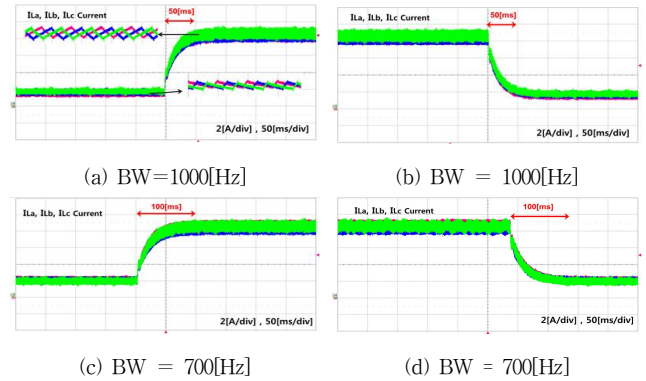 50[ms]
ILa, ILb, ILc Current
2[A/div] , 50[ms/div]
50[ms]
ILa, ILb, ILc Current
2[A/div] , 50[ms/div]
(a) BW=1000[Hz]
(b) BW = 1000[Hz]
100[ms]
ILa, ILb, ILc Current
2[A/div] , 50[ms/div]
100[ms]
ILa, ILb, ILc Current
2[A/div] , 50[ms/div]
(c) BW = 700[Hz]
(d) BW = 700[Hz]